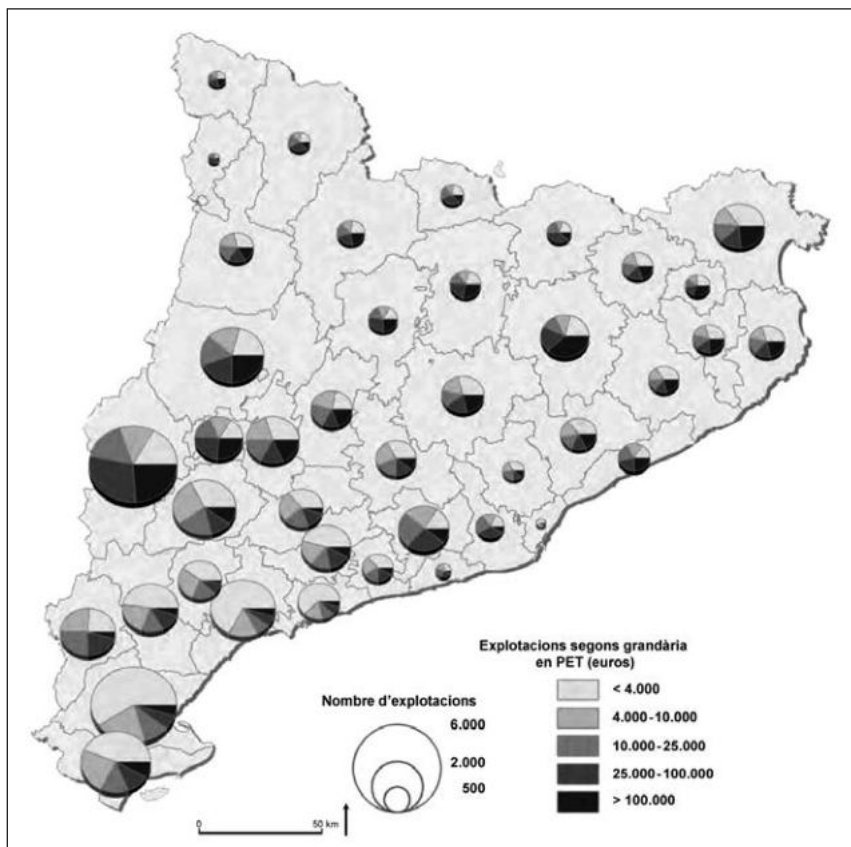 Explotacions segons grandària
en PET (euros)
< 4.000
4.000-10.000
10.000-25.000
25.000-100.000
> 100.000
Nombre d'explotacions
6.000
2.000
500
0
50 km